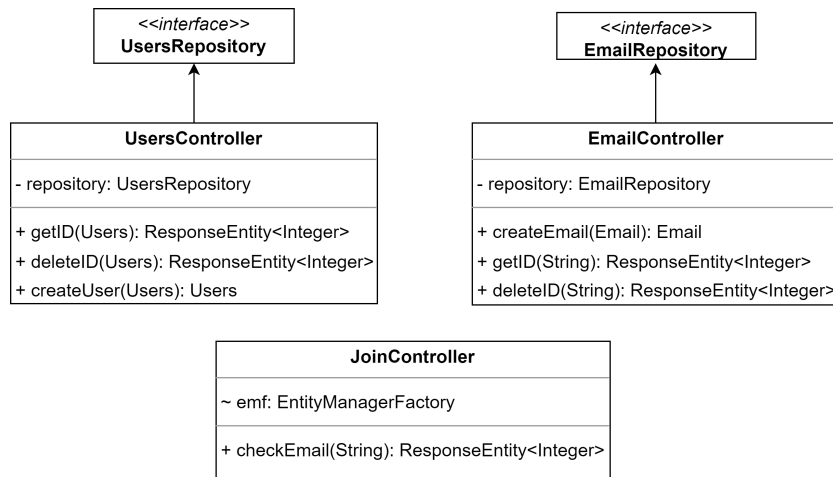 <<interface>>
UsersRepository
<<interface>>
EmailRepository
UsersController
- repository: UsersRepository
+ getID(Users): ResponseEntity<Integer>
+ deleteID(Users): ResponseEntity<Integer>
+ createUser(Users): Users
EmailController
- repository: EmailRepository
+ createEmail(Email): Email
+ getID(String): ResponseEntity<Integer>
+ deleteID(String): ResponseEntity<Integer>
JoinController
~ emf: EntityManagerFactory
+ checkEmail(String): ResponseEntity<Integer>